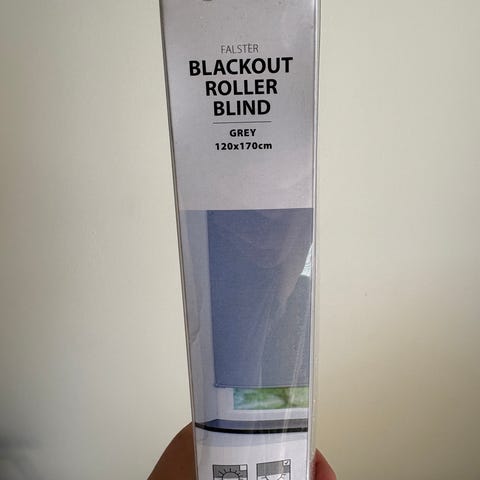 FALSTER
BLACKOUT
ROLLER
BLIND
GREY
120x170cm